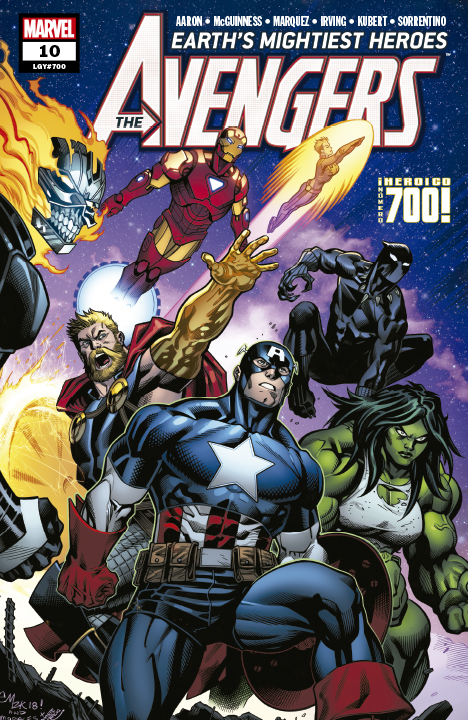 AARON • McGUINNESS • MARQUEZ • IRVING • KUBERT • SORRENTINO
MARVEL
10
LGY#700
EARTH'S MIGHTIEST HEROES
THE AVENGERS
¡HEROICO
NÚMERO
700!
A